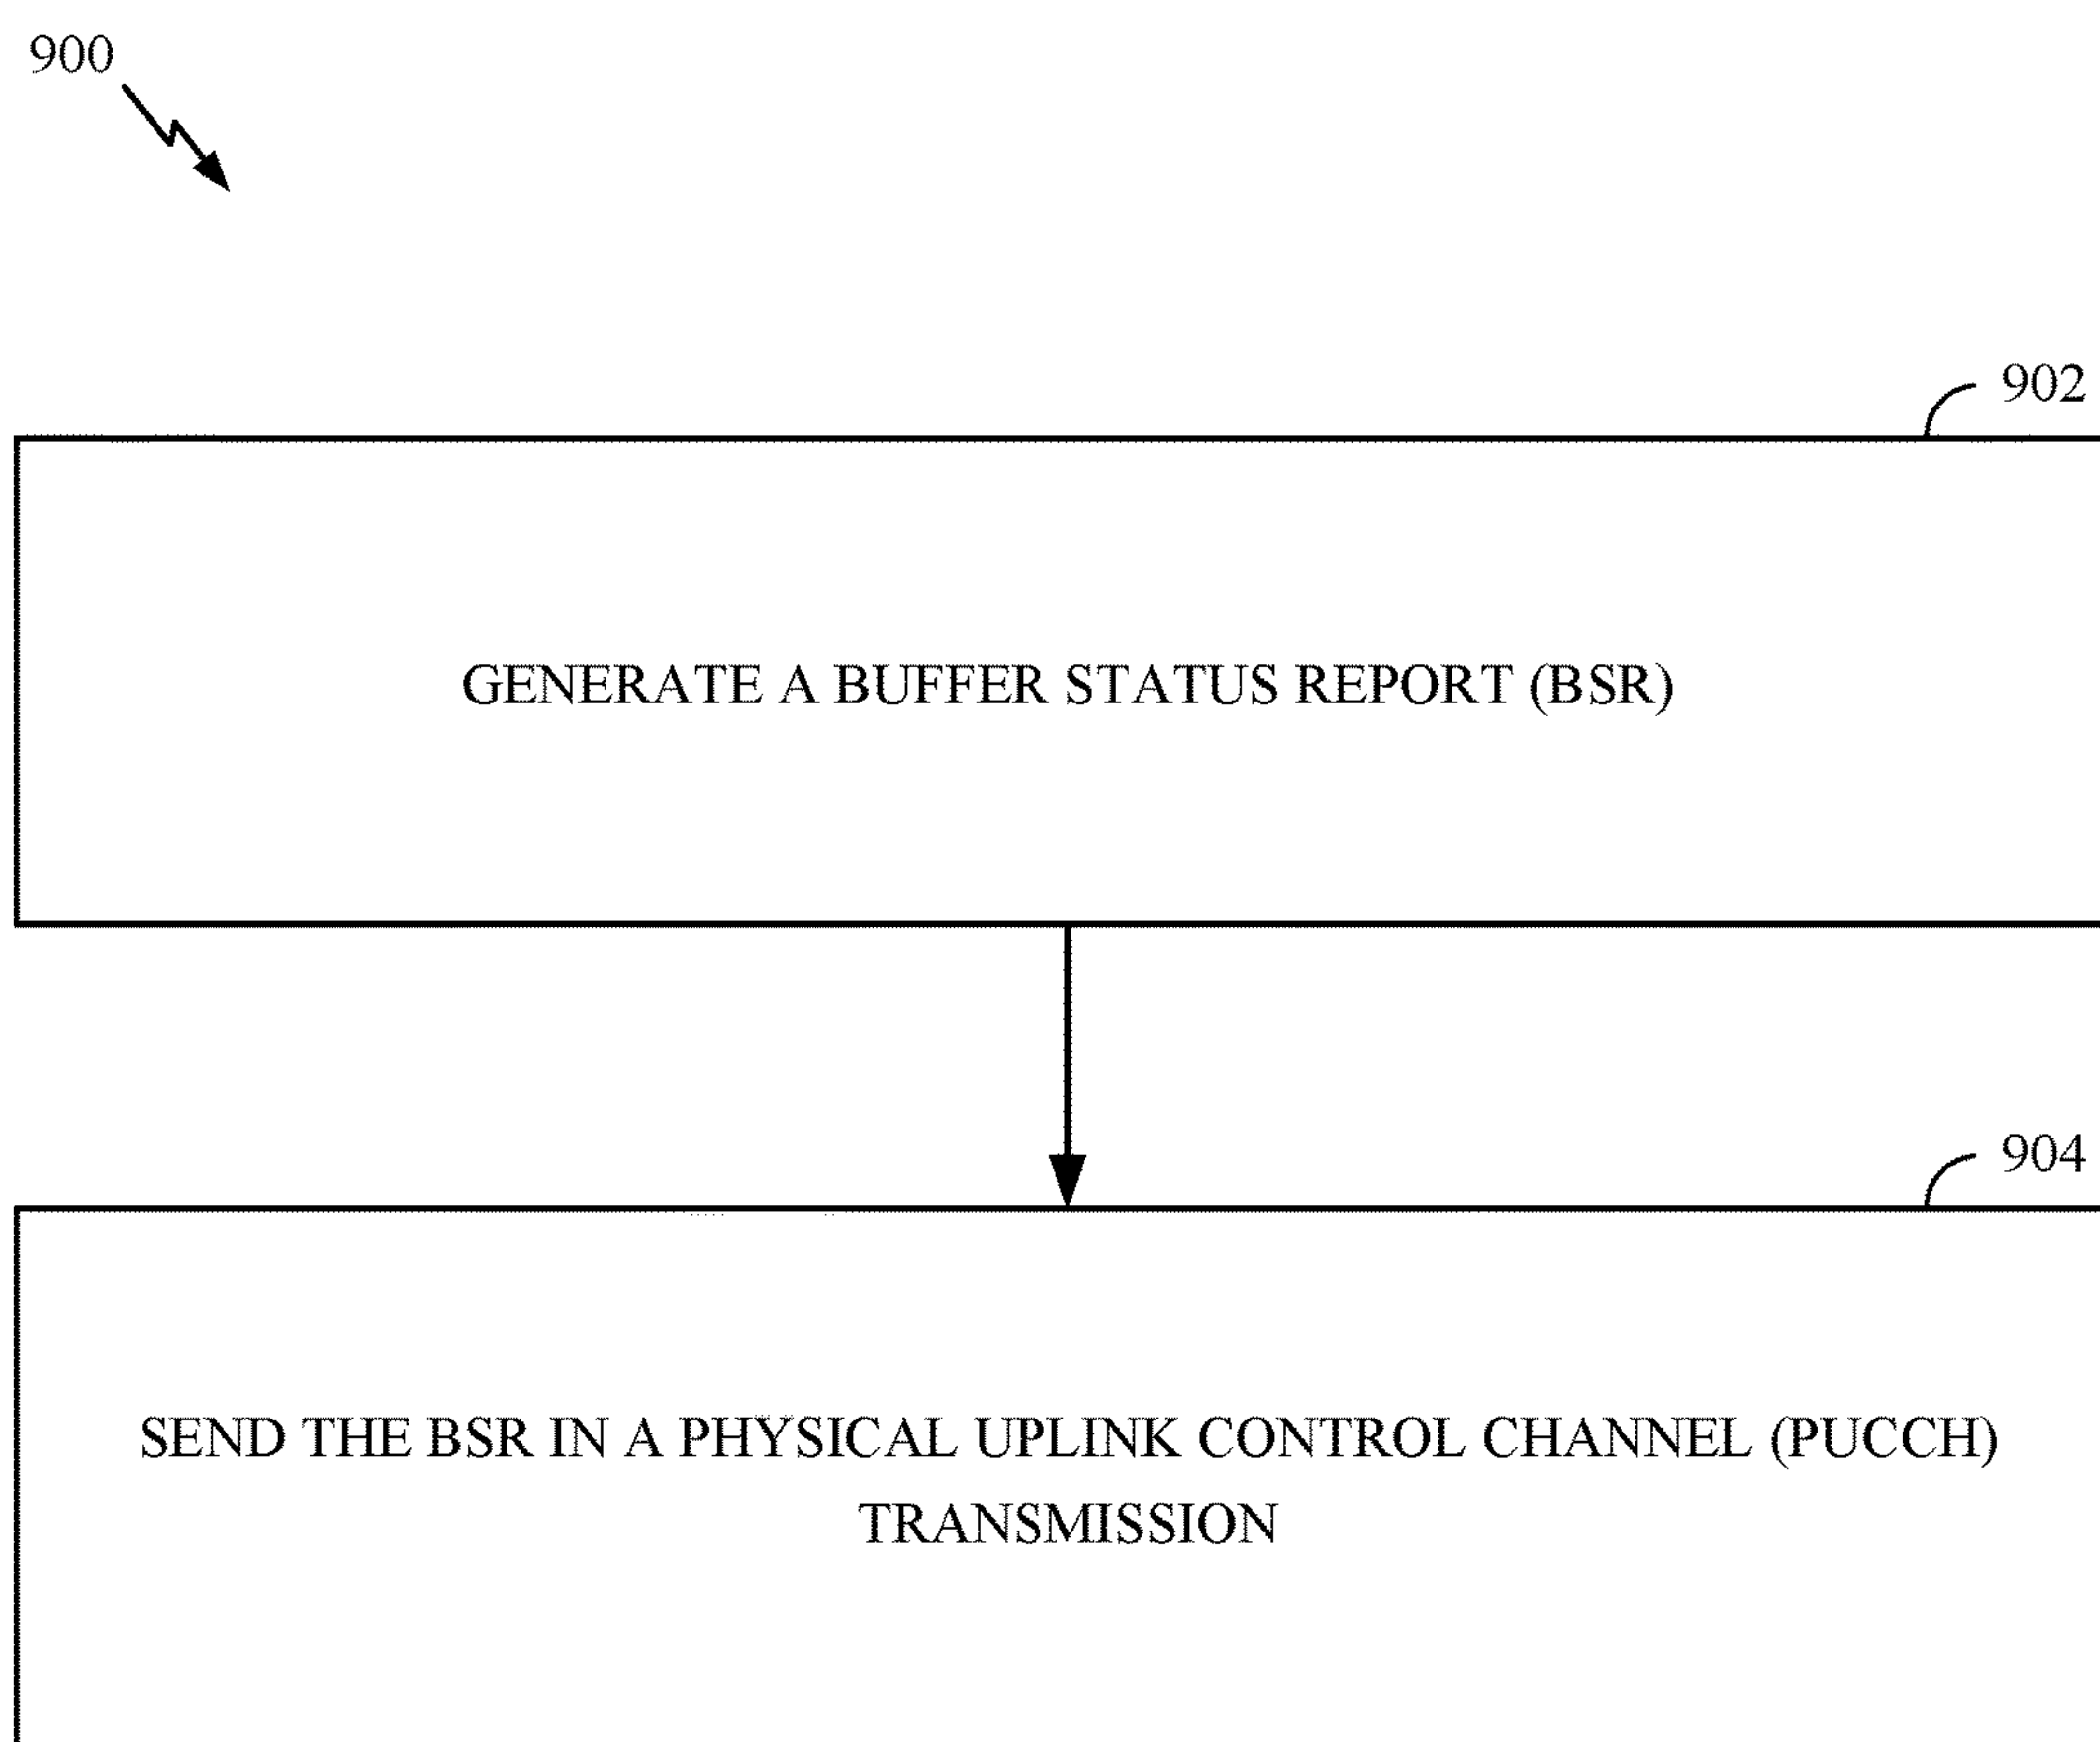 900
902
GENERATE A BUFFER STATUS REPORT (BSR)
904
SEND THE BSR IN A PHYSICAL UPLINK CONTROL CHANNEL (PUCCH)
TRANSMISSION